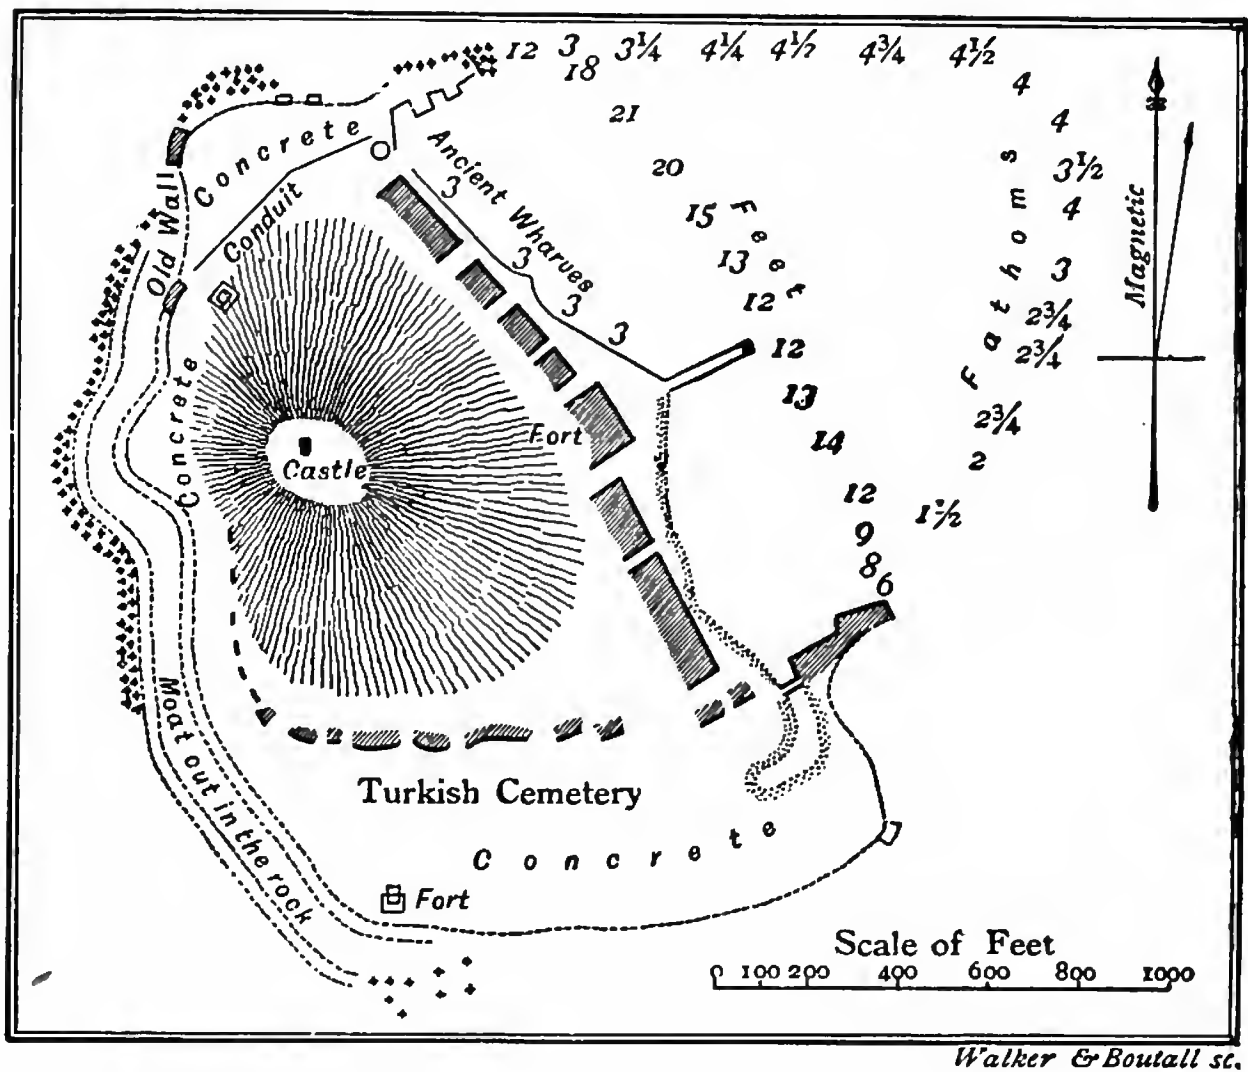 12 3 3¼ 4¼ 4½ 4¾ 4½
18
4
21
4
Concrete
Ancient Wharves
3
20
Fathoms
3½
Old Wall
Conduit
15
Feet
4
Magnetic
3
13
3
3
12
2¾
3
12
2¾
Concrete
13
2¾
Fort
14
2
Castle
12
1½
9
8
6
Moat cut in the rock
Turkish Cemetery
Concrete
Fort
Scale of Feet
0 100 200 400 600 800 1000
Walker & Boutall sc.